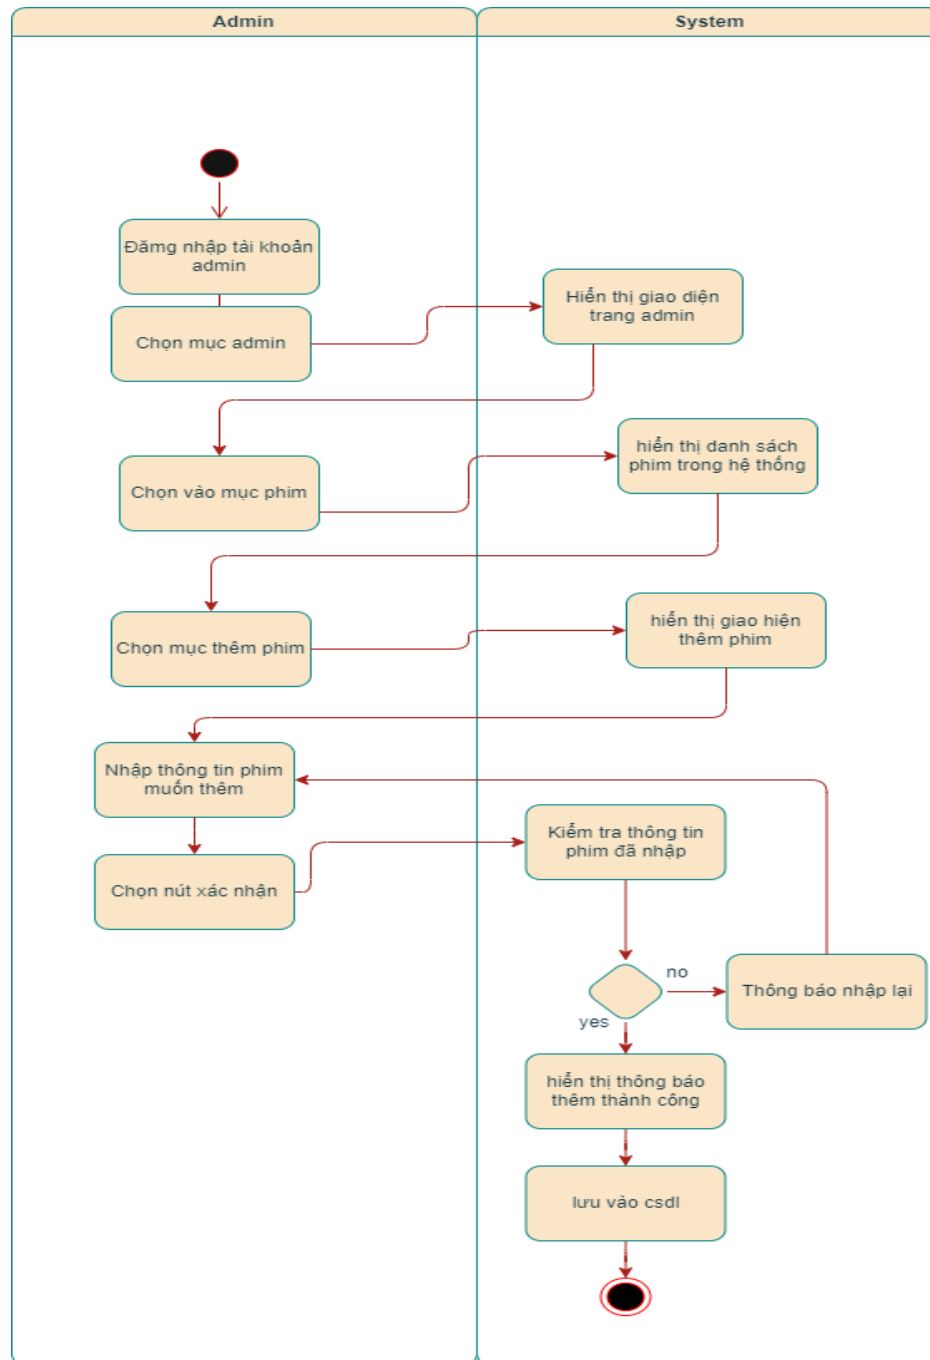 Admin
System
Đămg nhập tài khoản
admin
Chọn mục admin
Hiển thị giao diện
trang admin
Chọn vào mục phim
hiển thị danh sách
phim trong hệ thống
Chọn mục thêm phim
hiển thị giao hiện
thêm phim
Nhập thông tin phim
muốn thêm
Chọn nút xác nhận
Kiểm tra thông tin
phim đã nhập
no
Thông báo nhập lại
yes
hiển thị thông báo
thêm thành công
lưu vào csdl